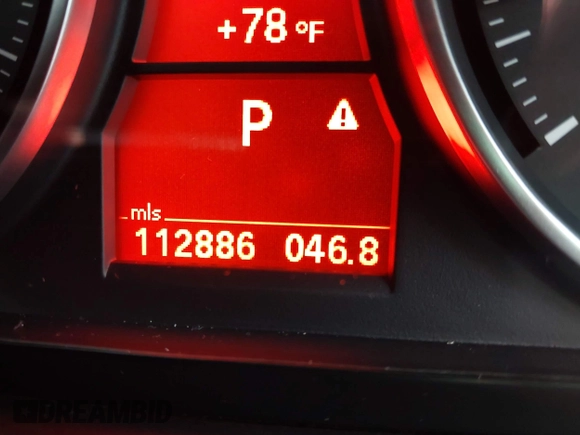 +78 °F
P
mls
112886 046.8
DREAMBID